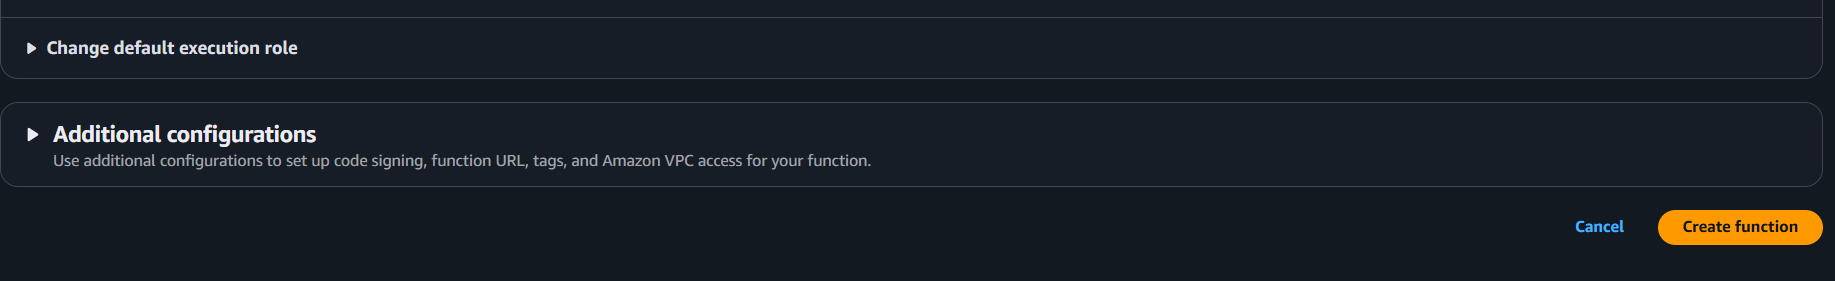 Change default execution role
Additional configurations
Use additional configurations to set up code signing, function URL, tags, and Amazon VPC access for your function.
Cancel
Create function